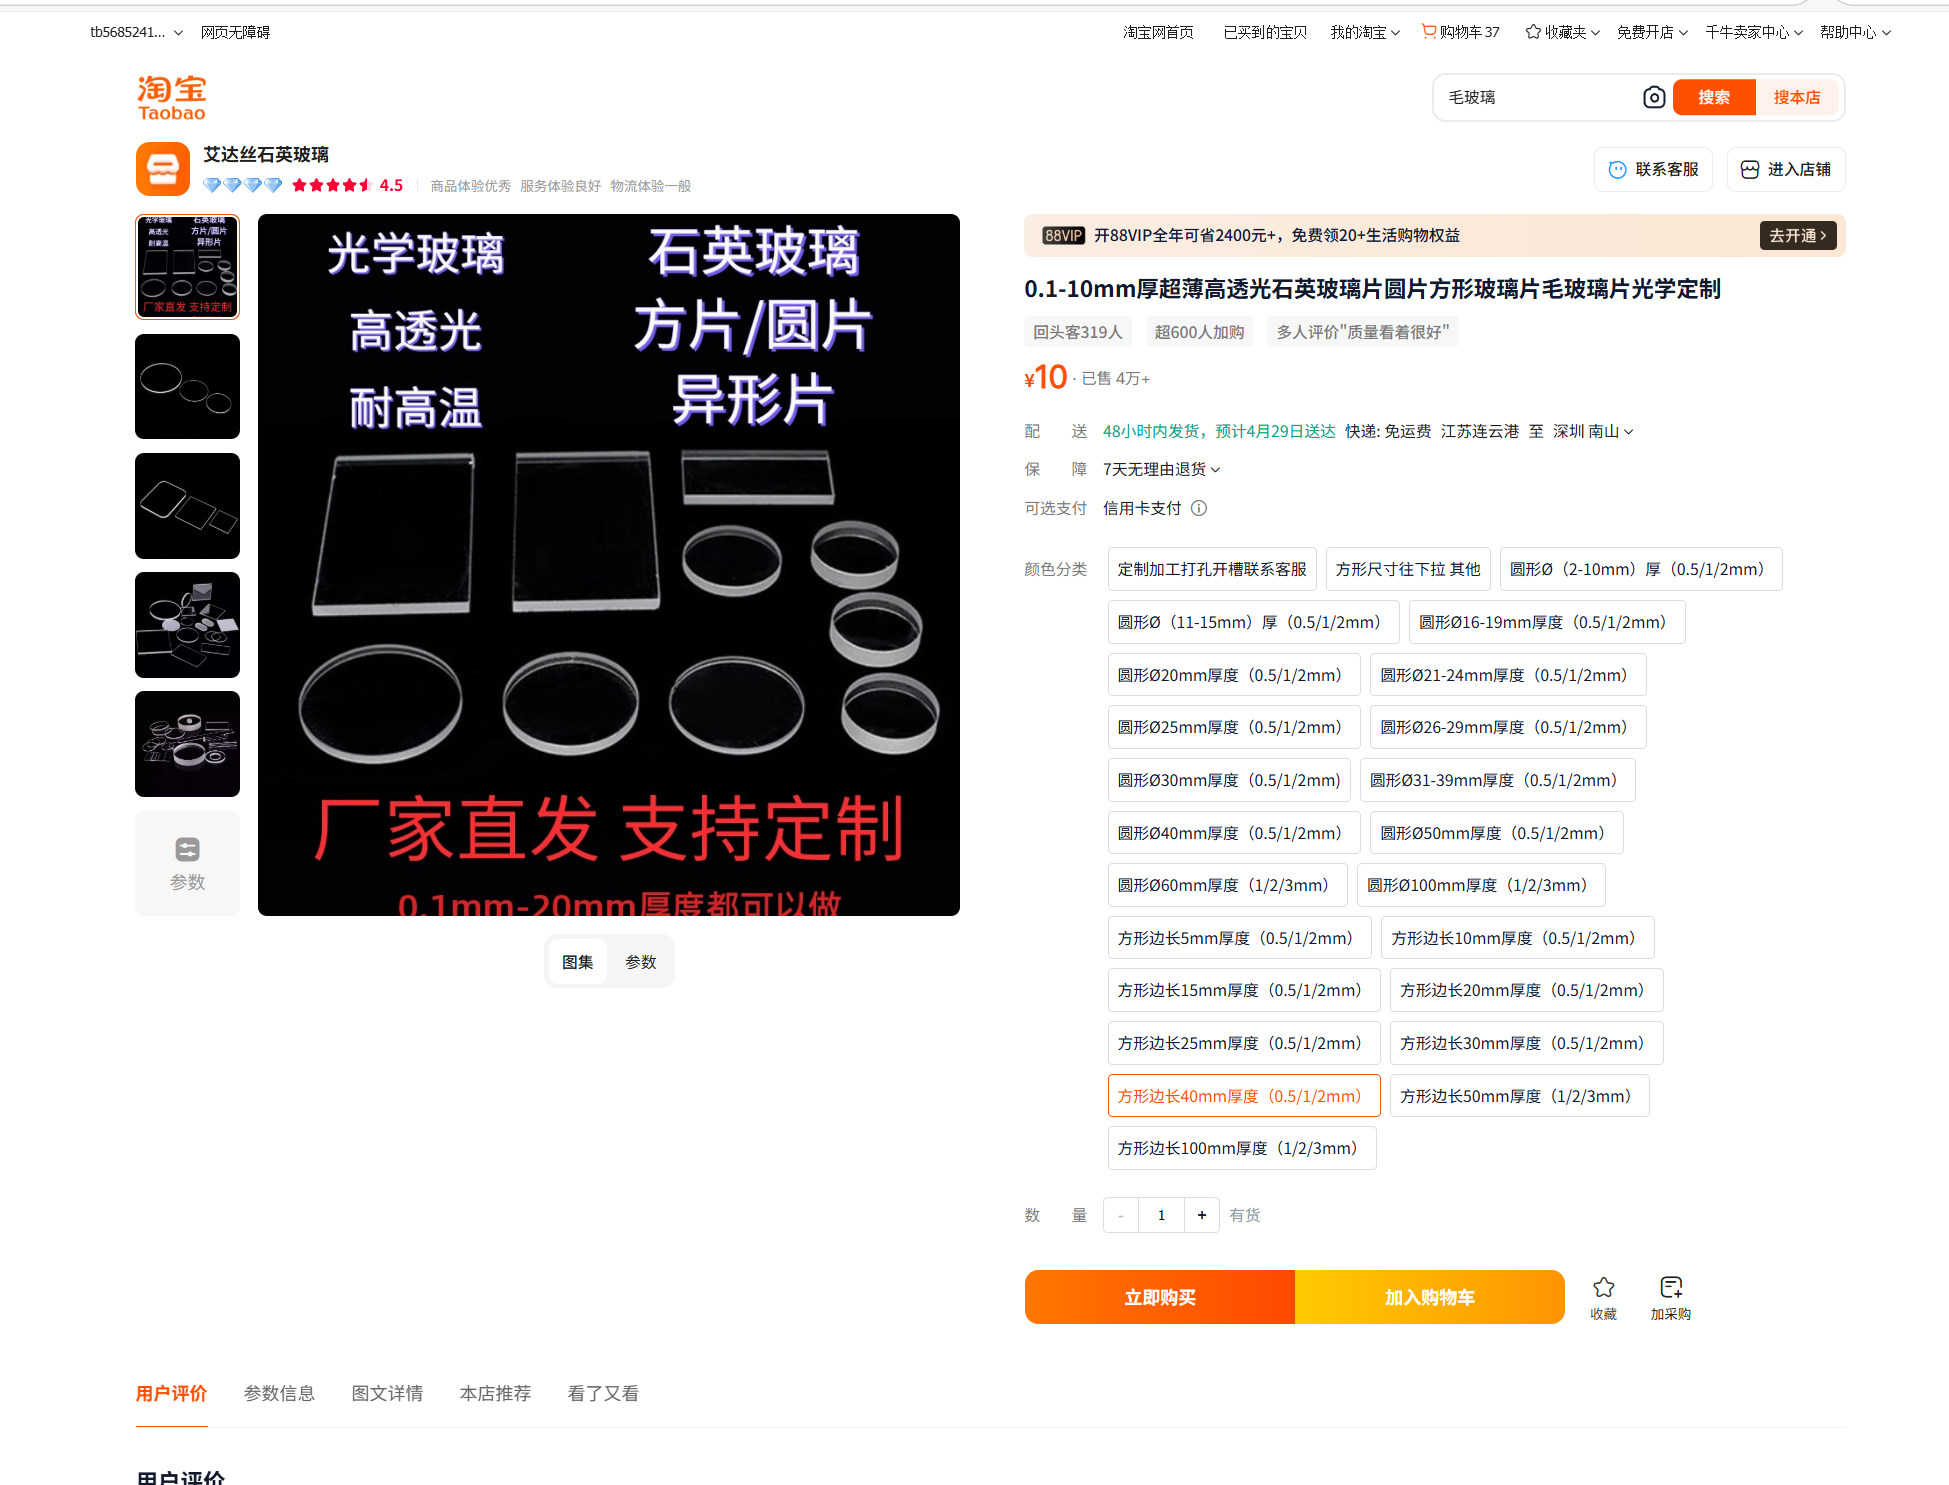 tb5685241... 网页无障碍 淘宝网首页 已买到的宝贝 我的淘宝 购物车 37 收藏夹 免费开店 千牛卖家中心 帮助中心
淘宝
Taobao
毛玻璃 搜索 搜本店
艾达丝石英玻璃
4.5 商品体验优秀 服务体验良好 物流体验一般
联系客服 进入店铺
光学玻璃 石英玻璃
高透光 方片/圆片
耐高温 异形片
厂家直发 支持定制
参数
光学玻璃 石英玻璃
高透光 方片/圆片
耐高温 异形片
厂家直发 支持定制
0.1mm-20mm厚度都可以做
图集 参数
88VIP 开88VIP全年可省2400元+，免费领20+生活购物权益 去开通
0.1-10mm厚超薄高透光石英玻璃片圆片方形玻璃片毛玻璃片光学定制
回头客319人 超600人加购 多人评价"质量看着很好"
¥10 · 已售 4万+
配送 48小时内发货，预计4月29日送达 快递: 免运费 江苏连云港 至 深圳 南山
保障 7天无理由退货
可选支付 信用卡支付
颜色分类 定制加工打孔开槽联系客服 方形尺寸往下拉 其他 圆形Ø（2-10mm）厚（0.5/1/2mm）
圆形Ø（11-15mm）厚（0.5/1/2mm） 圆形Ø16-19mm厚度（0.5/1/2mm）
圆形Ø20mm厚度（0.5/1/2mm） 圆形Ø21-24mm厚度（0.5/1/2mm）
圆形Ø25mm厚度（0.5/1/2mm） 圆形Ø26-29mm厚度（0.5/1/2mm）
圆形Ø30mm厚度（0.5/1/2mm) 圆形Ø31-39mm厚度（0.5/1/2mm）
圆形Ø40mm厚度（0.5/1/2mm） 圆形Ø50mm厚度（0.5/1/2mm）
圆形Ø60mm厚度（1/2/3mm） 圆形Ø100mm厚度（1/2/3mm）
方形边长5mm厚度（0.5/1/2mm） 方形边长10mm厚度（0.5/1/2mm）
方形边长15mm厚度（0.5/1/2mm） 方形边长20mm厚度（0.5/1/2mm）
方形边长25mm厚度（0.5/1/2mm） 方形边长30mm厚度（0.5/1/2mm）
方形边长40mm厚度（0.5/1/2mm） 方形边长50mm厚度（1/2/3mm）
方形边长100mm厚度（1/2/3mm）
数量 - 1 + 有货
立即购买 加入购物车 收藏 加采购
用户评价 参数信息 图文详情 本店推荐 看了又看
用户评价